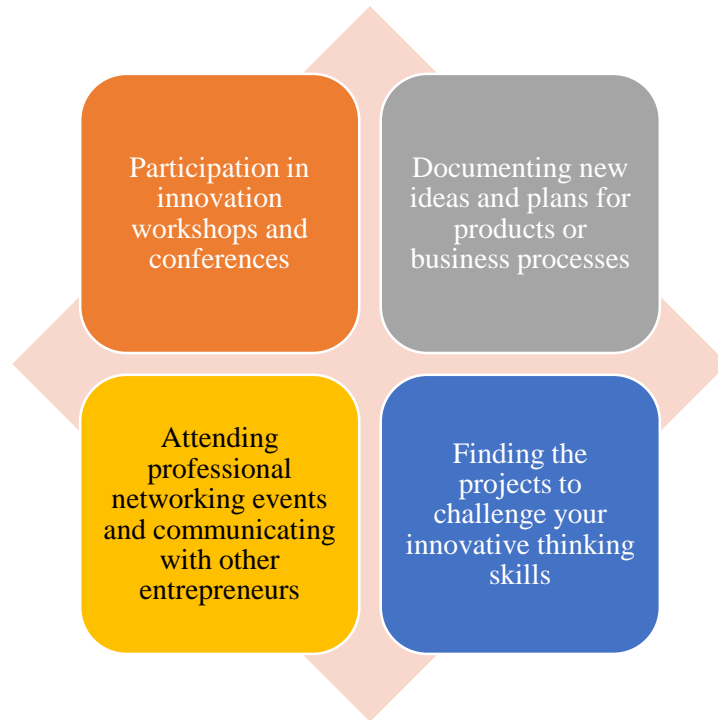 Participation in
innovation
workshops and
conferences
Documenting new
ideas and plans for
products or
business processes
Attending
professional
networking events
and communicating
with other
entrepreneurs
Finding the
projects to
challenge your
innovative thinking
skills